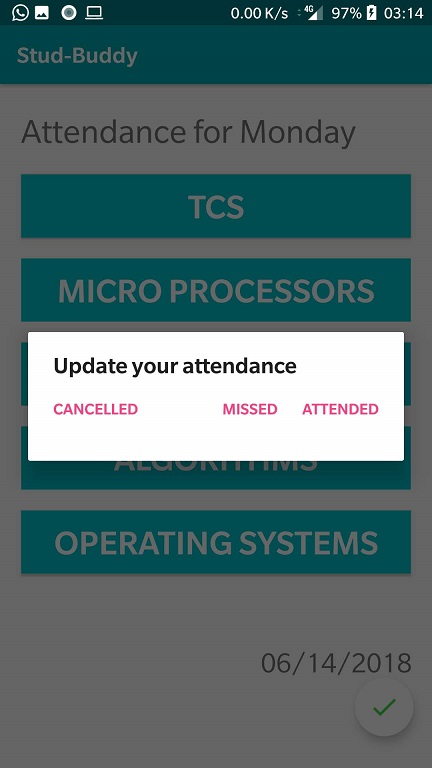 0.00 K/s 4G 97% 03:14
Stud-Buddy
Attendance for Monday
TCS
MICRO PROCESSORS
Update your attendance
CANCELLED MISSED ATTENDED
ALGORITHMS
OPERATING SYSTEMS
06/14/2018